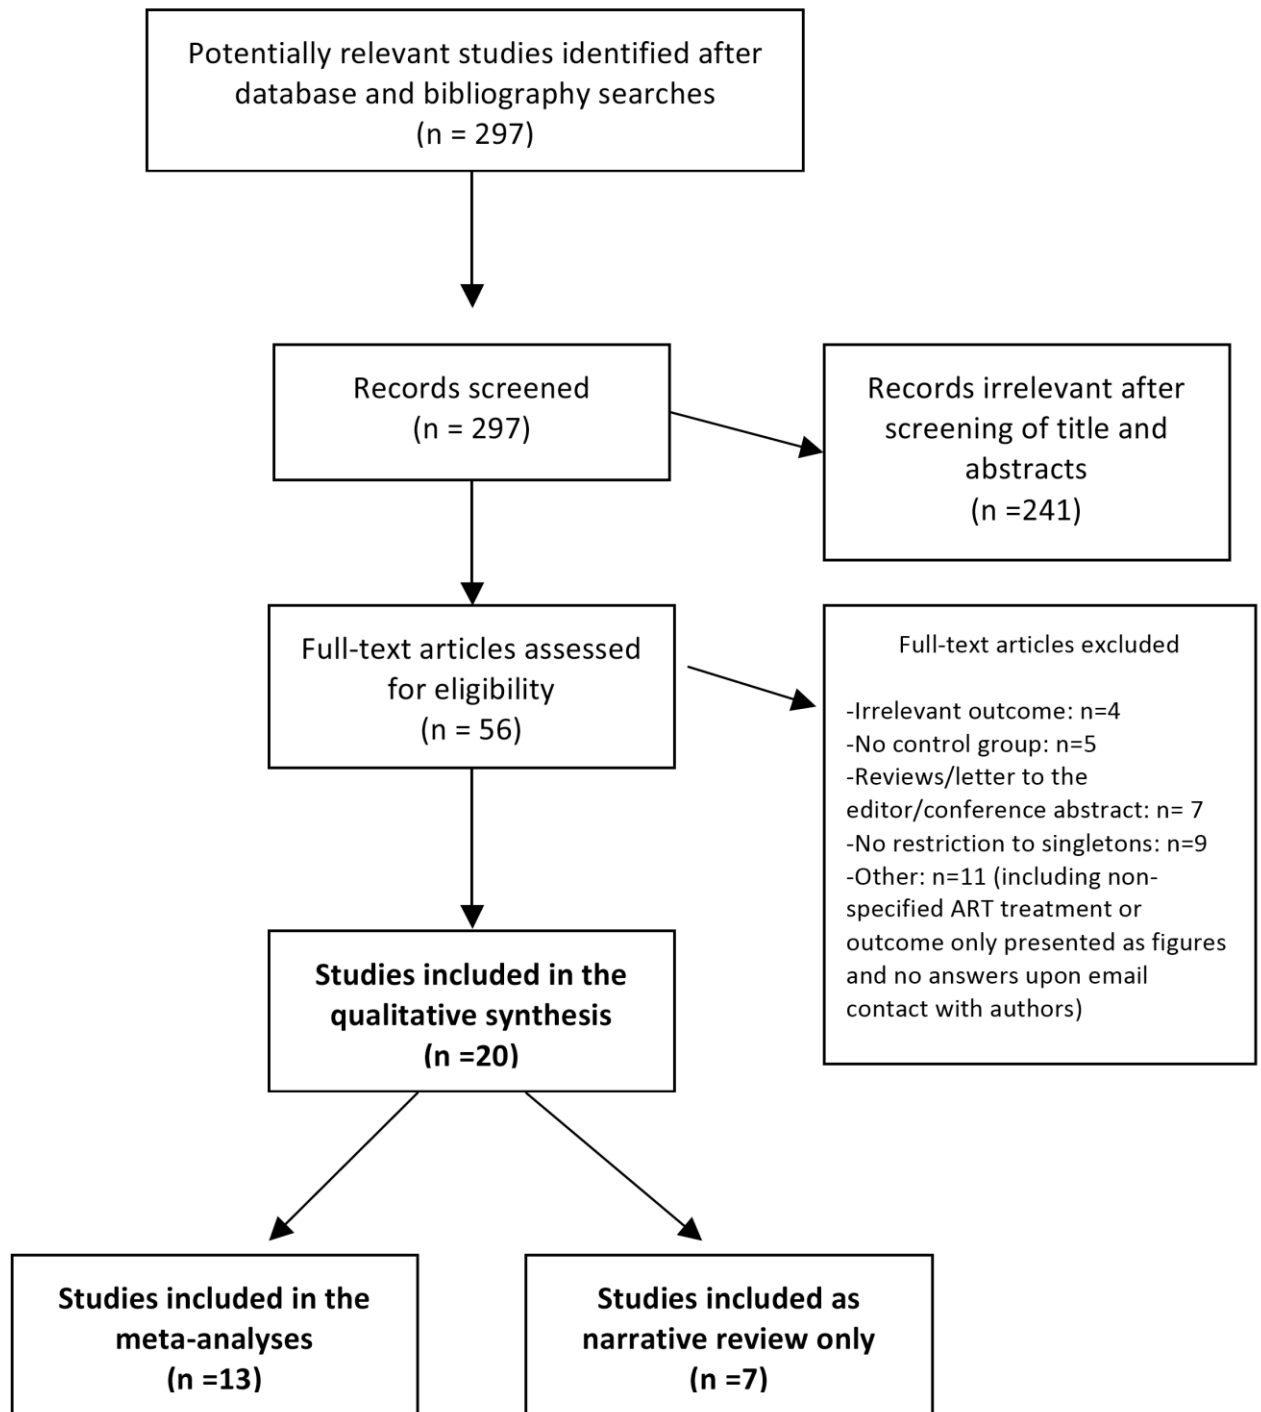 Potentially relevant studies identified after
database and bibliography searches
(n = 297)
Records screened
(n = 297)
Records irrelevant after
screening of title and
abstracts
(n =241)
Full-text articles assessed
for eligibility
(n = 56)
Full-text articles excluded
-Irrelevant outcome: n=4
-No control group: n=5
-Reviews/letter to the
editor/conference abstract: n= 7
-No restriction to singletons: n=9
-Other: n=11 (including non-
specified ART treatment or
outcome only presented as figures
and no answers upon email
contact with authors)
Studies included in the
qualitative synthesis
(n =20)
Studies included in the
meta-analyses
(n =13)
Studies included as
narrative review only
(n =7)